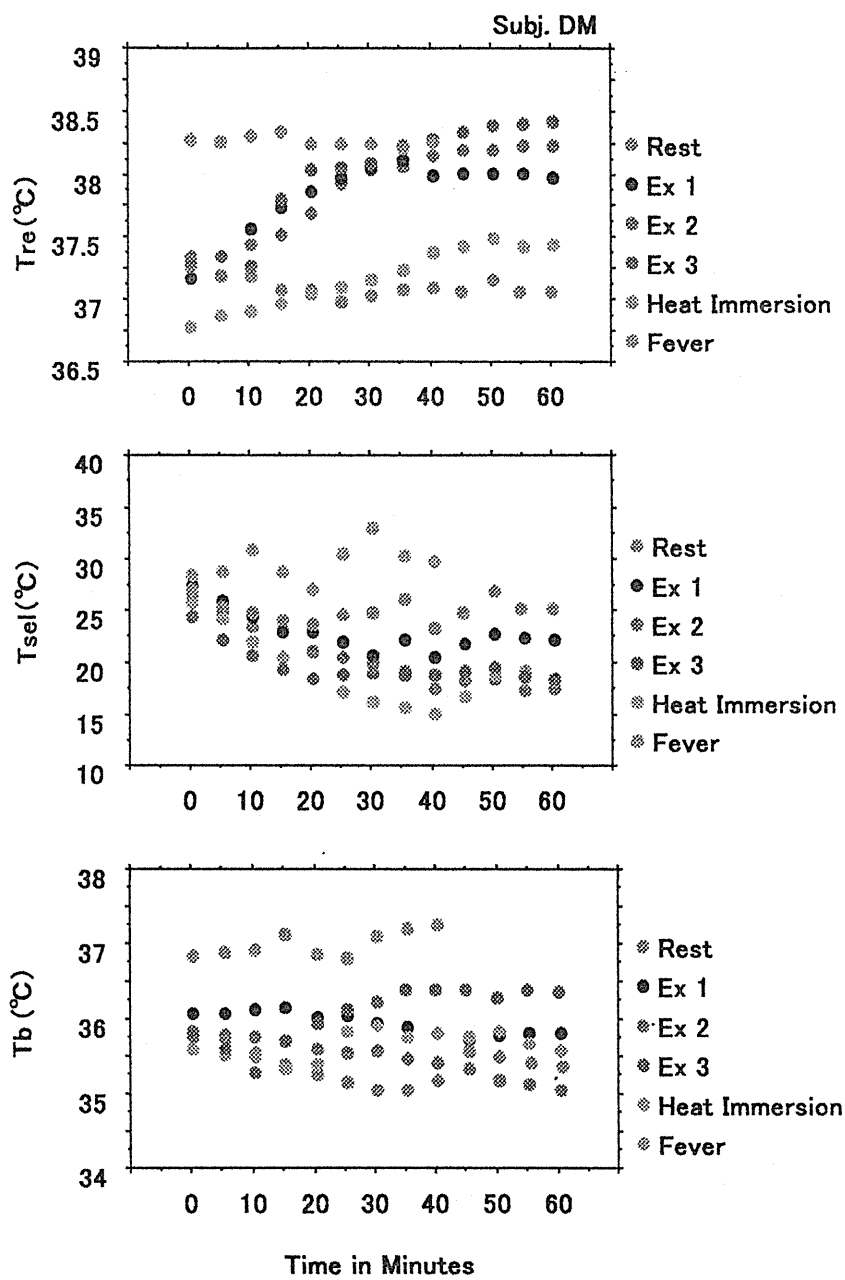 Subj. DM
39
38.5
38
37.5
37
36.5
Tre (°C)
0 10 20 30 40 50 60
Rest
Ex 1
Ex 2
Ex 3
Heat Immersion
Fever
40
35
30
25
20
15
10
Tsel (°C)
0 10 20 30 40 50 60
Rest
Ex 1
Ex 2
Ex 3
Heat Immersion
Fever
38
37
36
35
34
Tb (°C)
0 10 20 30 40 50 60
Rest
Ex 1
Ex 2
Ex 3
Heat Immersion
Fever
Time in Minutes